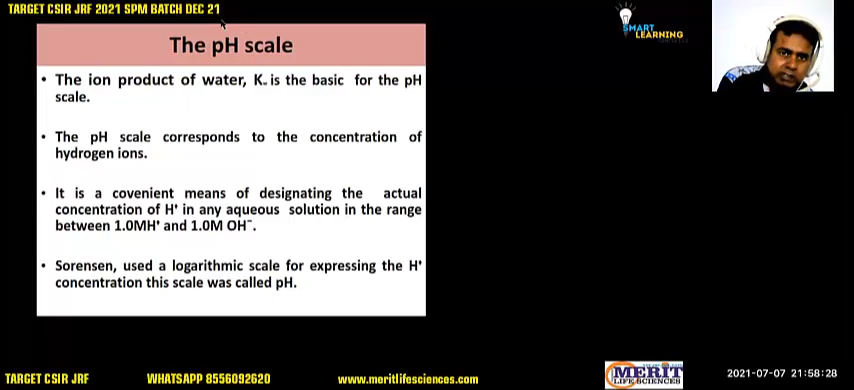 TARGET CSIR JRF 2021 SPM BATCH DEC 21
SMART
LEARNING
The pH scale
• The ion product of water, Kw is the basic for the pH
scale.
• The pH scale corresponds to the concentration of
hydrogen ions.
• It is a covenient means of designating the actual
concentration of H⁺ in any aqueous solution in the range
between 1.0MH⁺ and 1.0M OH⁻.
• Sorensen, used a logarithmic scale for expressing the H⁺
concentration this scale was called pH.
TARGET CSIR JRF WHATSAPP 8556092620 www.meritlifesciences.com
MERIT
LIFE SCIENCES
2021-07-07 21:58:28